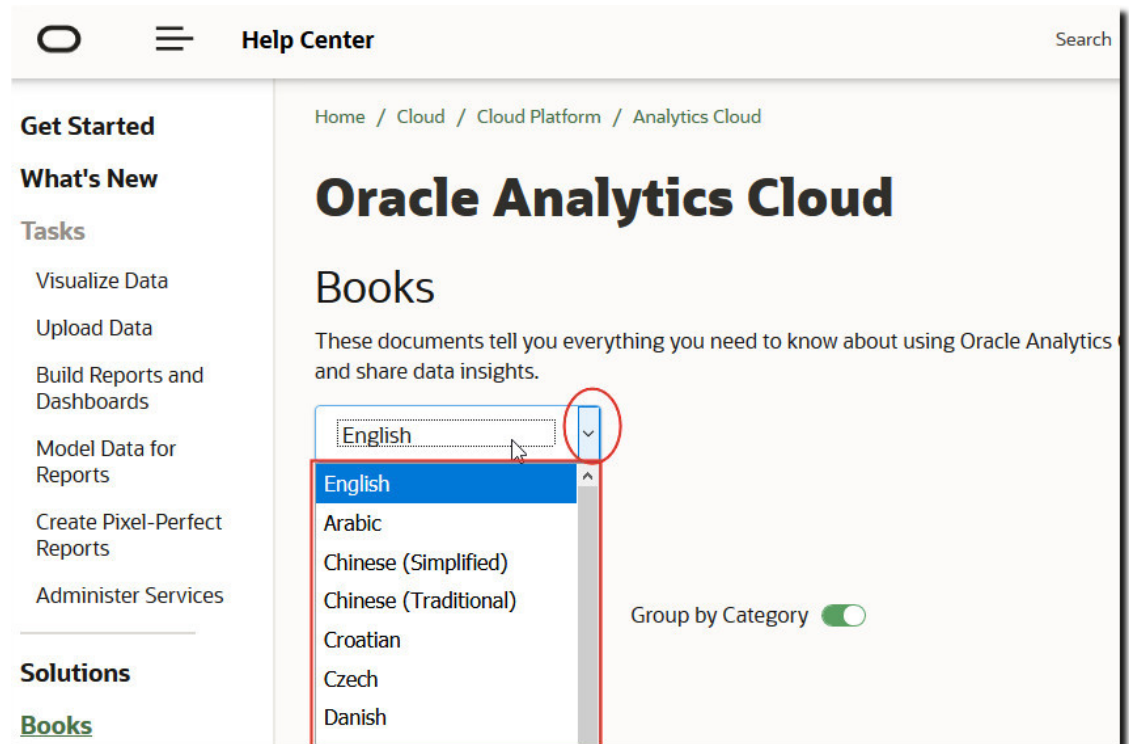 Help Center
Search
Get Started
What's New
Tasks
Visualize Data
Upload Data
Build Reports and
Dashboards
Model Data for
Reports
Create Pixel-Perfect
Reports
Administer Services
Solutions
Books
Home / Cloud / Cloud Platform / Analytics Cloud
Oracle Analytics Cloud
Books
These documents tell you everything you need to know about using Oracle Analytics
and share data insights.
English
English
Arabic
Chinese (Simplified)
Chinese (Traditional)
Croatian
Czech
Danish
Group by Category